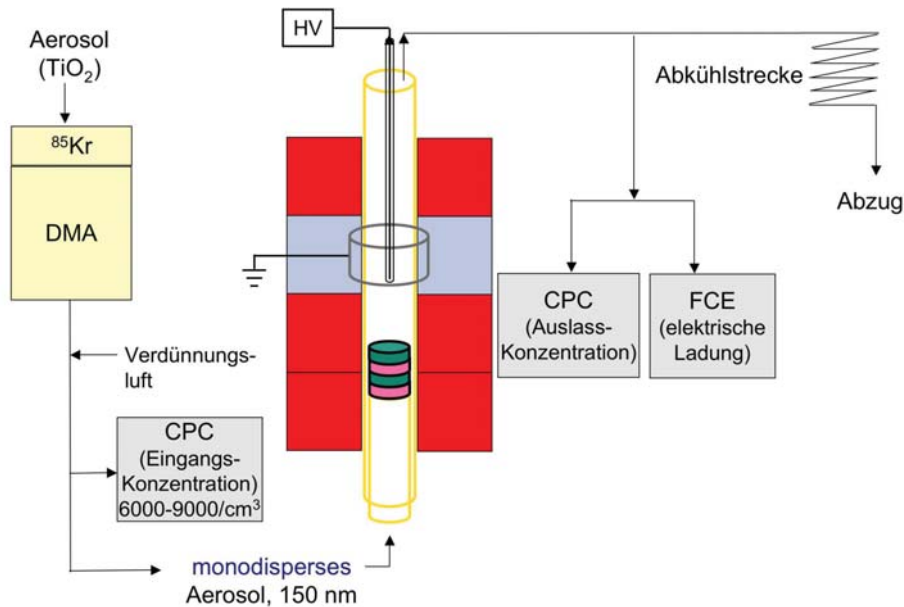 HV
Aerosol
(TiO₂)
⁸⁵Kr
DMA
Verdünnungs-
luft
CPC
(Eingangs-
Konzentration)
6000-9000/cm³
monodisperses
Aerosol, 150 nm
Abkühlstrecke
Abzug
CPC
(Auslass-
Konzentration)
FCE
(elektrische
Ladung)